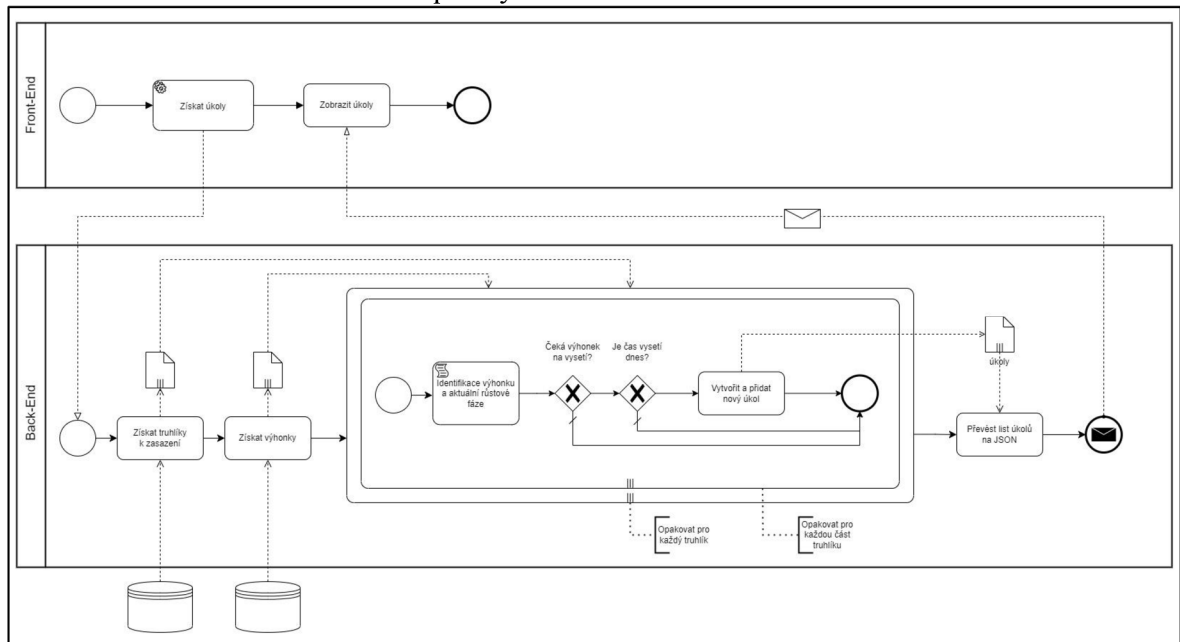 Front-End
Získat úkoly
Zobrazit úkoly
Back-End
Získat truhlíky
k zasazení
Získat výhonky
Identifikace výhonku
a aktuální růstové
fáze
Čeká výhonek
na vysetí?
Je čas vysetí
dnes?
Vytvořit a přidat
nový úkol
úkoly
Převést list úkolů
na JSON
Opakovat pro
každý truhlík
Opakovat pro
každou část
truhlíku